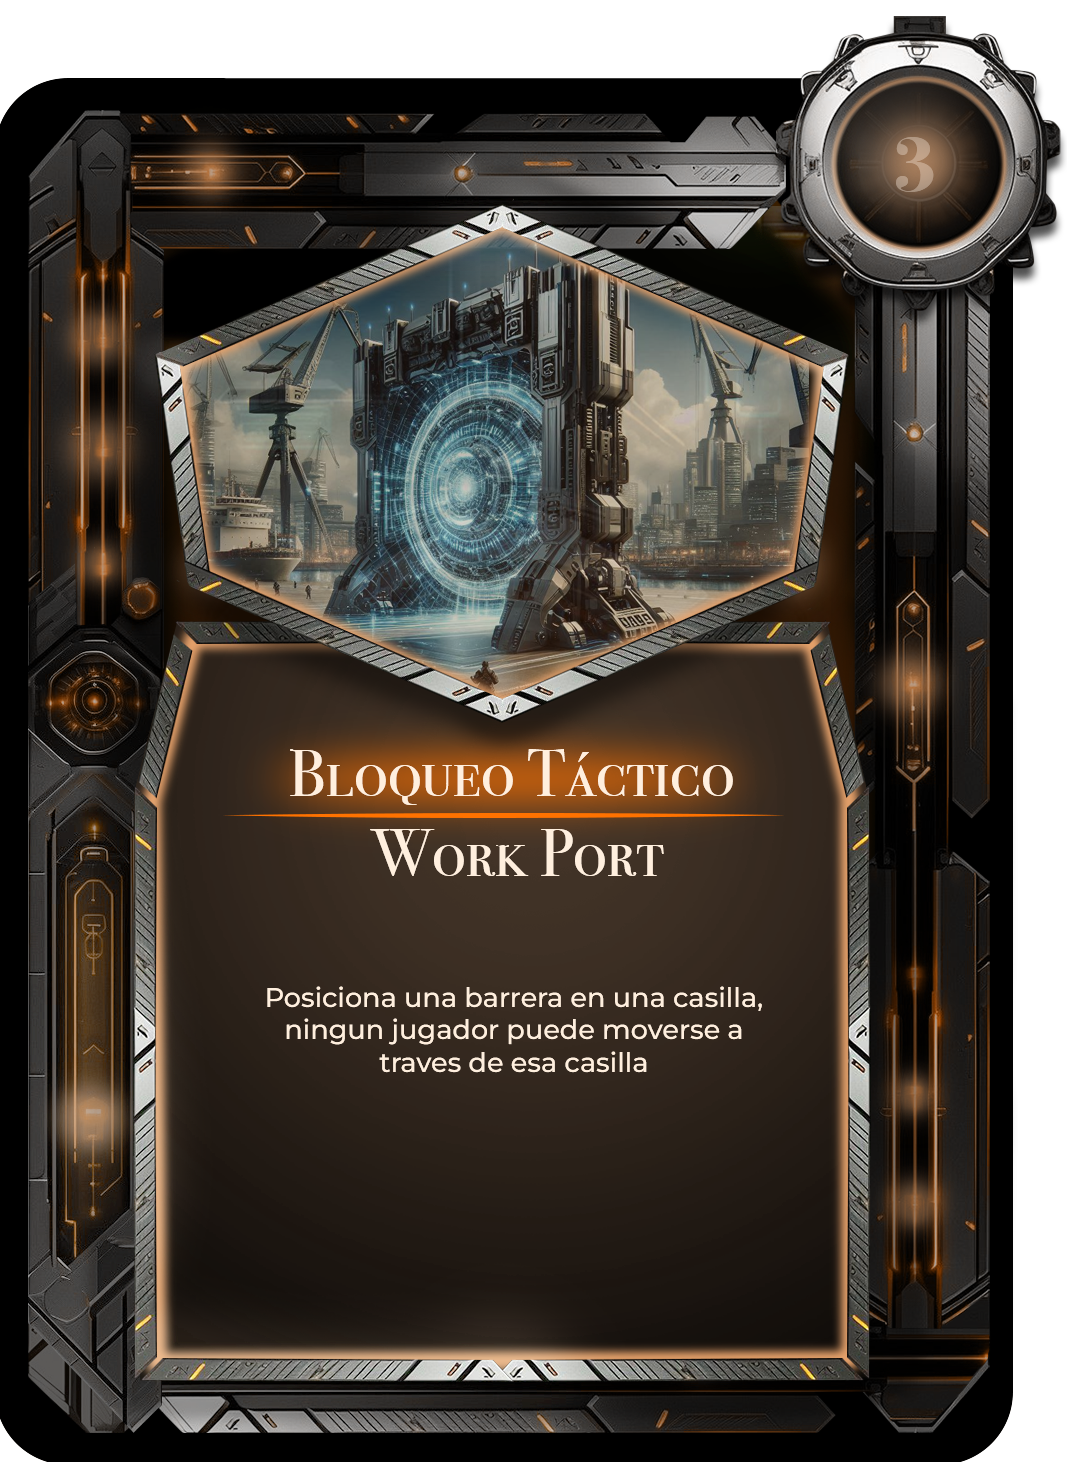 3
Bloqueo Táctico
Work Port
Posiciona una barrera en una casilla,
ningun jugador puede moverse a
traves de esa casilla